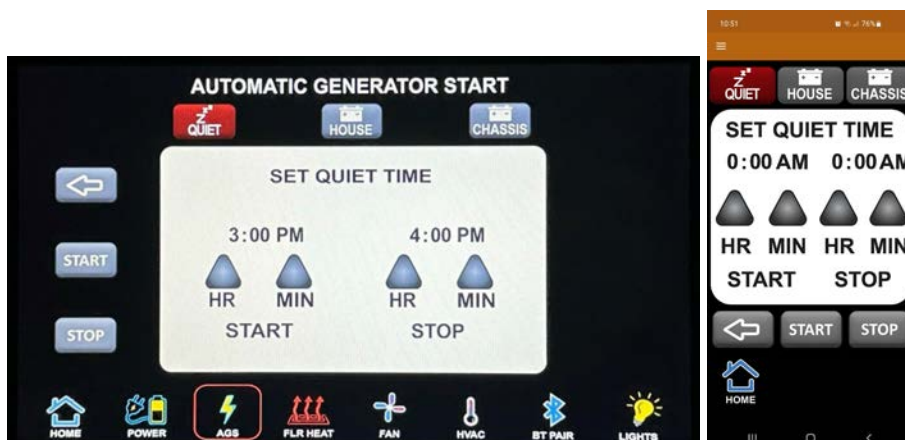 AUTOMATIC GENERATOR START
z z z
QUIET
HOUSE
CHASSIS
SET QUIET TIME
3:00 PM 4:00 PM
HR MIN HR MIN
START STOP
START
STOP
HOME POWER AGS FLR HEAT FAN HVAC BT PAIR LIGHTS
10:51 76%
z z z
QUIET HOUSE CHASSIS
SET QUIET TIME
0:00 AM 0:00 AM
HR MIN HR MIN
START STOP
START STOP
HOME